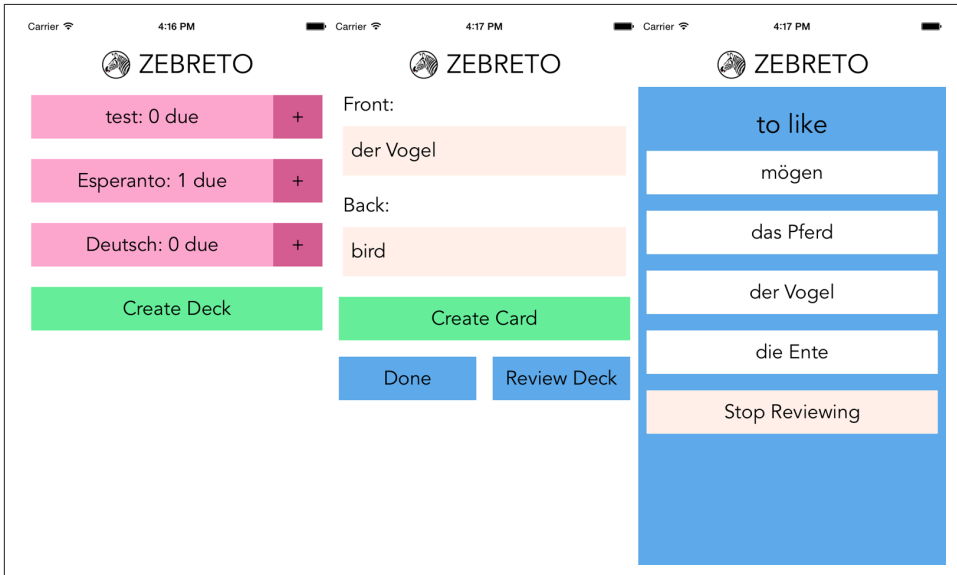 Carrier 4:16 PM
ZEBRETO
test: 0 due +
Esperanto: 1 due +
Deutsch: 0 due +
Create Deck
Carrier 4:17 PM
ZEBRETO
Front:
der Vogel
Back:
bird
Create Card
Done Review Deck
Carrier 4:17 PM
ZEBRETO
to like
mögen
das Pferd
der Vogel
die Ente
Stop Reviewing